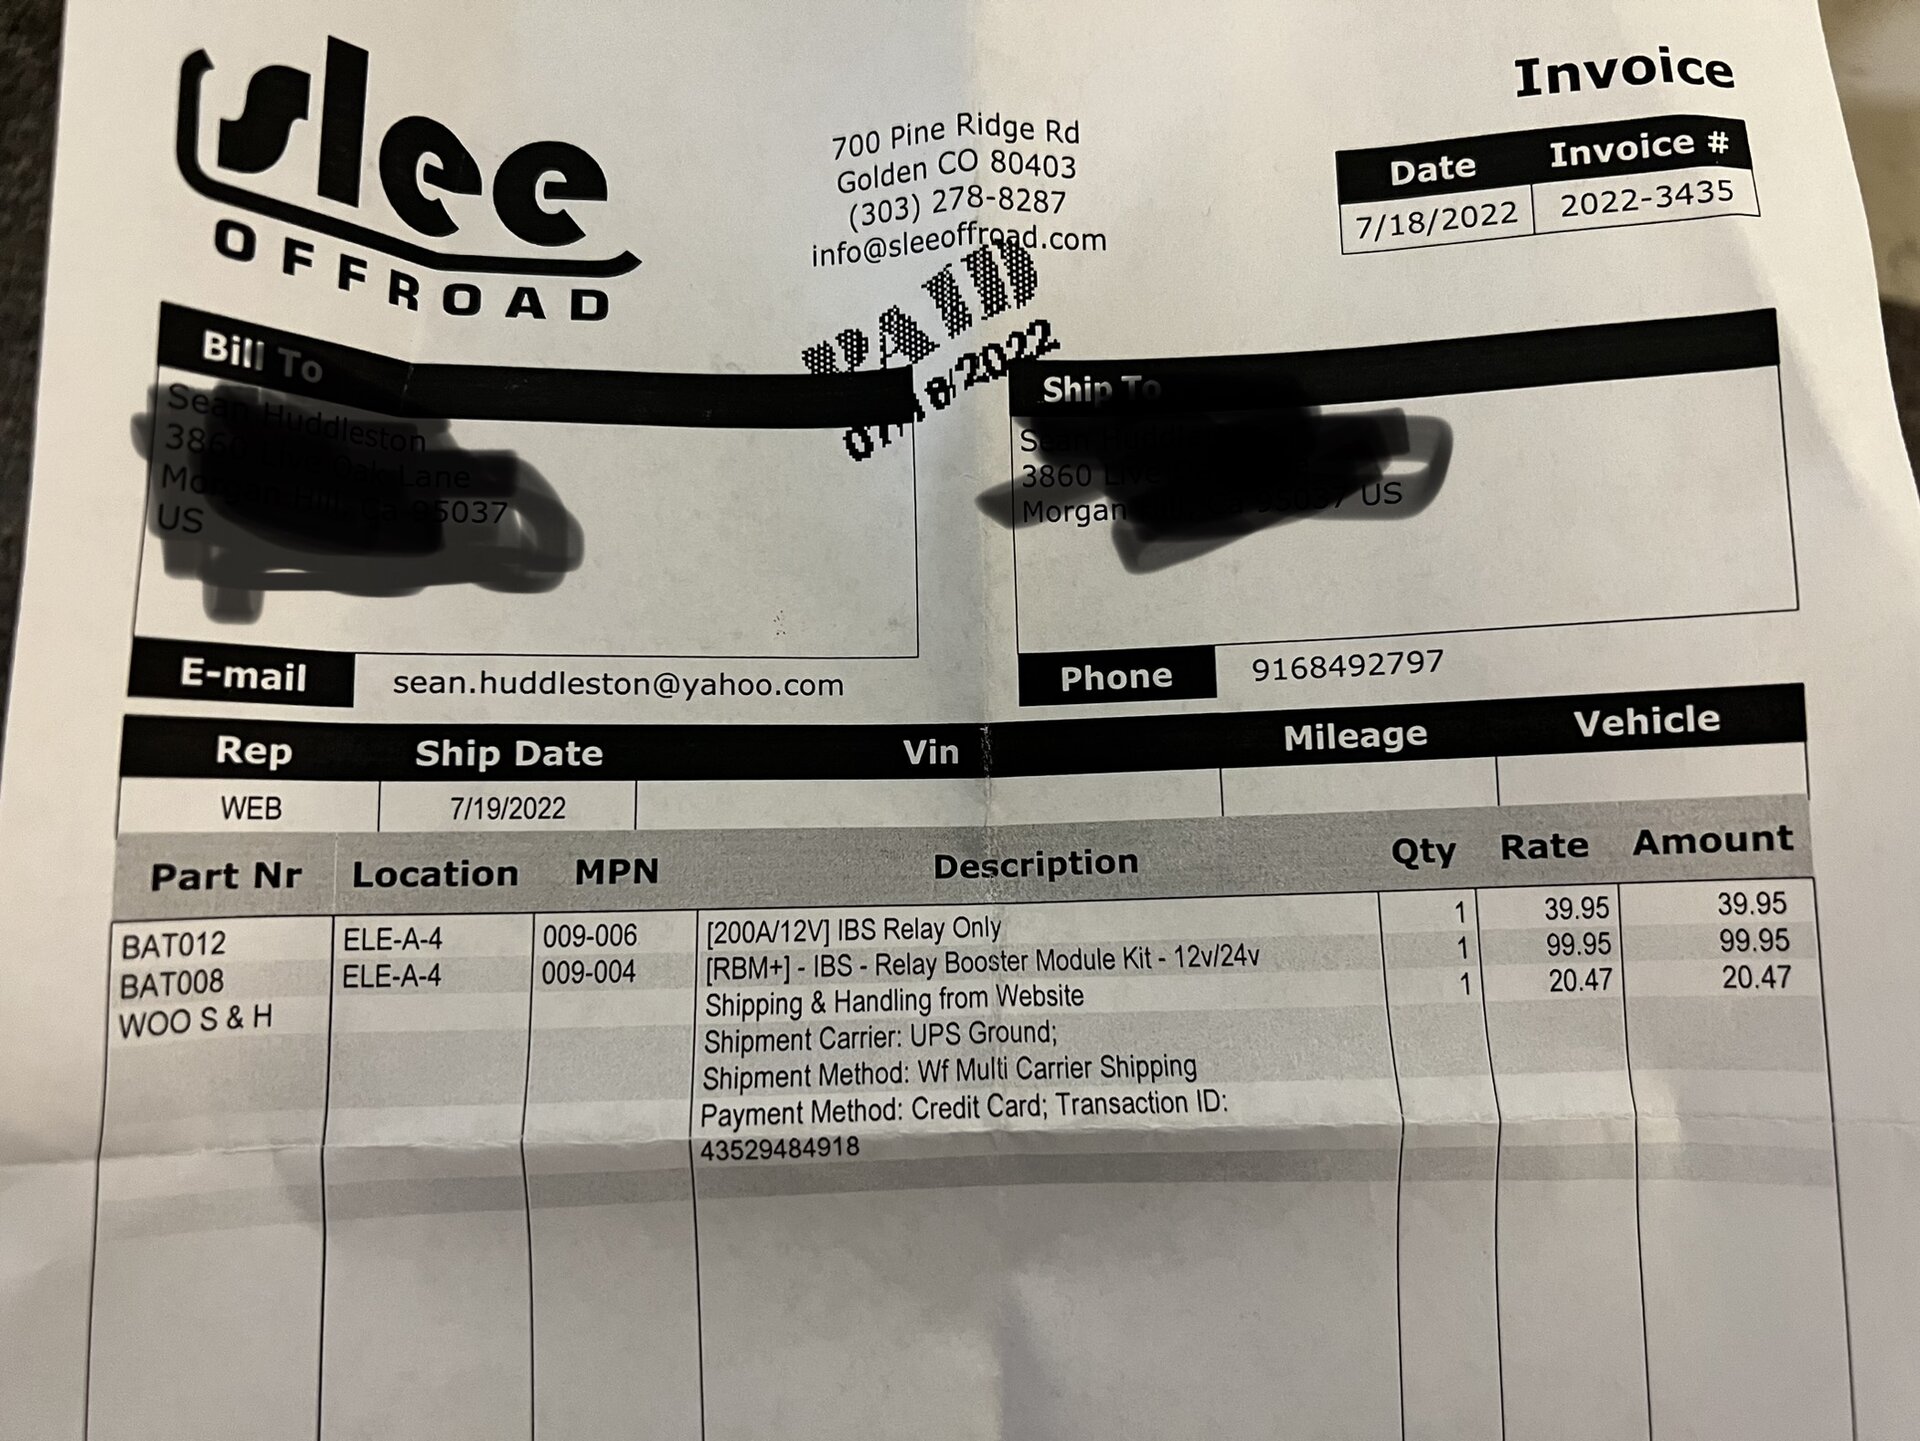 slee
OFFROAD
700 Pine Ridge Rd
Golden CO 80403
(303) 278-8287
info@sleeoffroad.com
Invoice
Date Invoice #
7/18/2022 2022-3435
PAID
Bill To
Ship To
E-mail sean.huddleston@yahoo.com
Phone 9168492797
Rep Ship Date Vin Mileage Vehicle
WEB 7/19/2022
Part Nr Location MPN Description Qty Rate Amount
BAT012 ELE-A-4 009-006 [200A/12V] IBS Relay Only 1 39.95 39.95
BAT008 ELE-A-4 009-004 [RBM+] - IBS - Relay Booster Module Kit - 12v/24v 1 99.95 99.95
WOO S & H Shipping & Handling from Website 1 20.47 20.47
Shipment Carrier: UPS Ground;
Shipment Method: Wf Multi Carrier Shipping
Payment Method: Credit Card; Transaction ID:
43529484918